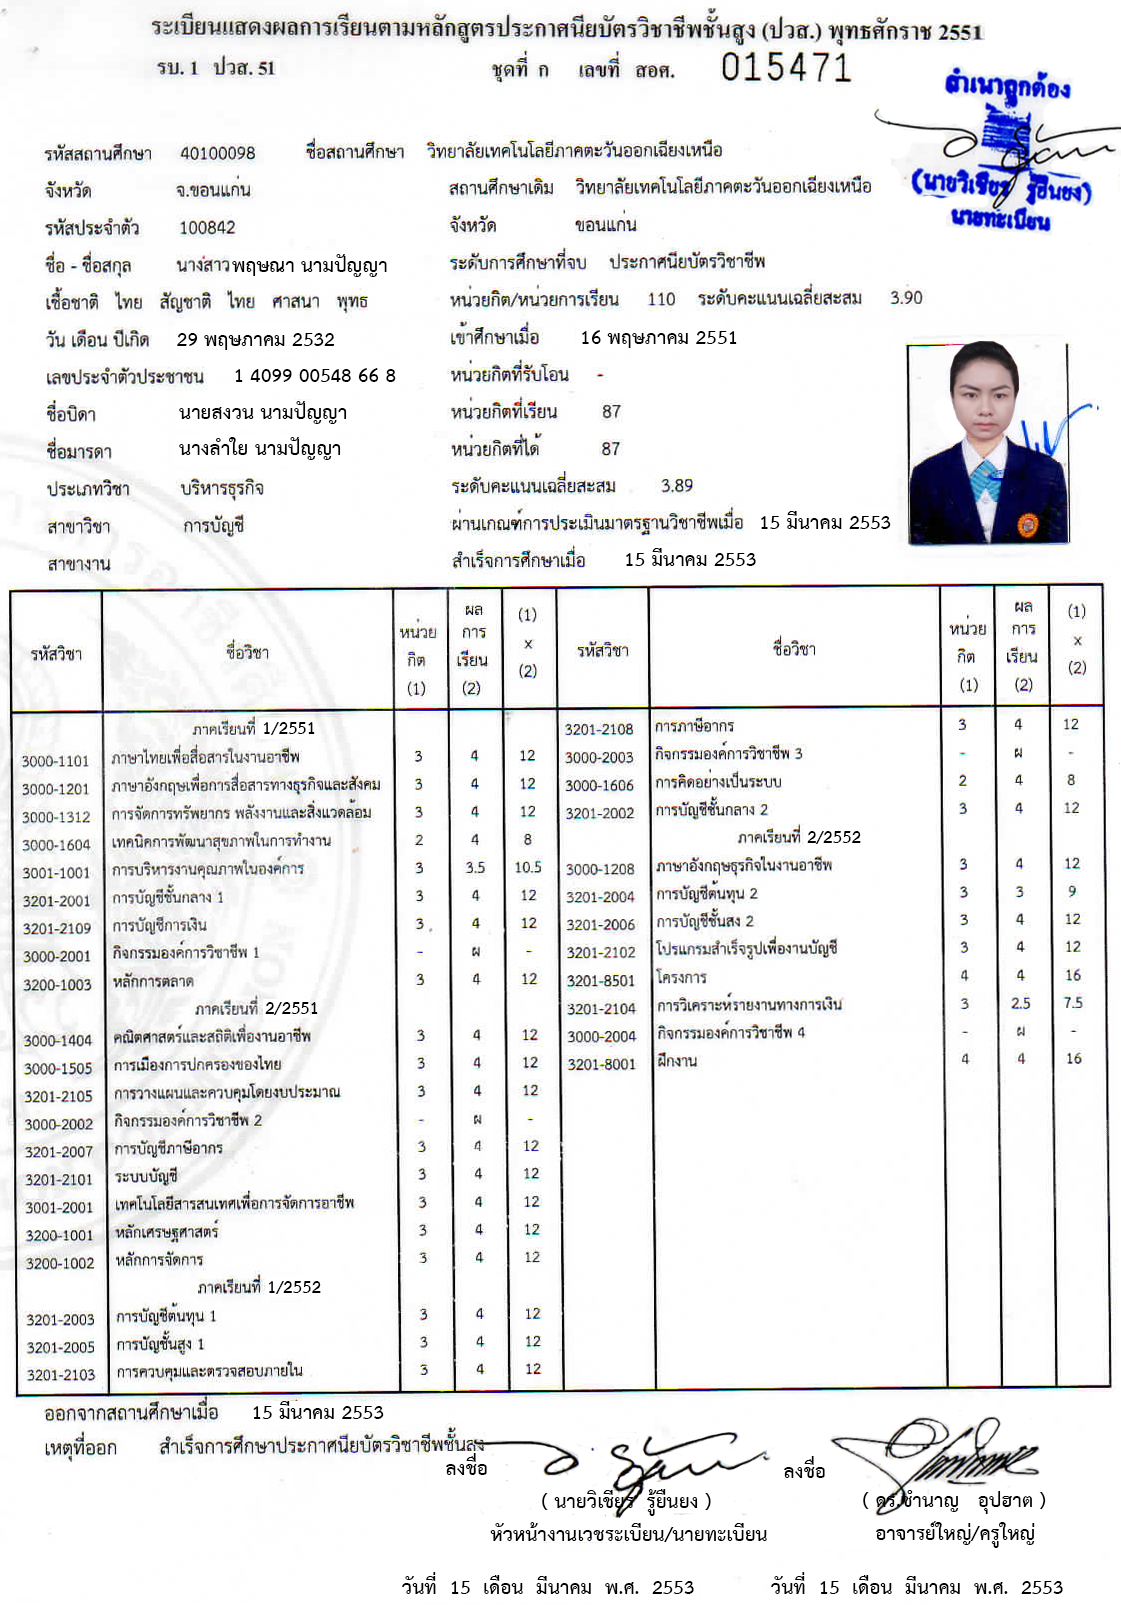 ระเบียนแสดงผลการเรียนตามหลักสูตรประกาศนียบัตรวิชาชีพชั้นสูง (ปวส.) พุทธศักราช 2551
รบ. 1 ปวส. 51 ชุดที่ ก เลขที่ สอศ. 015471
สำเนาถูกต้อง
(นายวิเชียร รู้ยืนยง)
นายทะเบียน
รหัสสถานศึกษา 40100098 ชื่อสถานศึกษา วิทยาลัยเทคโนโลยีภาคตะวันออกเฉียงเหนือ
จังหวัด จ.ขอนแก่น สถานศึกษาเดิม วิทยาลัยเทคโนโลยีภาคตะวันออกเฉียงเหนือ
รหัสประจำตัว 100842 จังหวัด ขอนแก่น
ชื่อ - ชื่อสกุล นางสาวพฤษณา นามปัญญา ระดับการศึกษาที่จบ ประกาศนียบัตรวิชาชีพ
เชื้อชาติ ไทย สัญชาติ ไทย ศาสนา พุทธ หน่วยกิต/หน่วยการเรียน 110 ระดับคะแนนเฉลี่ยสะสม 3.90
วัน เดือน ปีเกิด 29 พฤษภาคม 2532 เข้าศึกษาเมื่อ 16 พฤษภาคม 2551
เลขประจำตัวประชาชน 1 4099 00548 66 8 หน่วยกิตที่รับโอน -
ชื่อบิดา นายสงวน นามปัญญา หน่วยกิตที่เรียน 87
ชื่อมารดา นางลำใย นามปัญญา หน่วยกิตที่ได้ 87
ประเภทวิชา บริหารธุรกิจ ระดับคะแนนเฉลี่ยสะสม 3.89
สาขาวิชา การบัญชี ผ่านเกณฑ์การประเมินมาตรฐานวิชาชีพเมื่อ 15 มีนาคม 2553
สาขางาน สำเร็จการศึกษาเมื่อ 15 มีนาคม 2553
รหัสวิชา ชื่อวิชา หน่วยกิต (1) ผลการเรียน (2) (1) x (2) รหัสวิชา ชื่อวิชา หน่วยกิต (1) ผลการเรียน (2) (1) x (2)
ภาคเรียนที่ 1/2551
3000-1101 ภาษาไทยเพื่อสื่อสารในงานอาชีพ 3 4 12
3000-1201 ภาษาอังกฤษเพื่อการสื่อสารทางธุรกิจและสังคม 3 4 12
3000-1312 การจัดการทรัพยากร พลังงานและสิ่งแวดล้อม 3 4 12
3000-1604 เทคนิคการพัฒนาสุขภาพในการทำงาน 2 4 8
3001-1001 การบริหารงานคุณภาพในองค์การ 3 3.5 10.5
3201-2001 การบัญชีชั้นกลาง 1 3 4 12
3201-2109 การบัญชีการเงิน 3 4 12
3000-2001 กิจกรรมองค์การวิชาชีพ 1 - ผ -
3200-1003 หลักการตลาด 3 4 12
ภาคเรียนที่ 2/2551
3000-1404 คณิตศาสตร์และสถิติเพื่องานอาชีพ 3 4 12
3000-1505 การเมืองการปกครองของไทย 3 4 12
3201-2105 การวางแผนและควบคุมโดยงบประมาณ 3 4 12
3000-2002 กิจกรรมองค์การวิชาชีพ 2 - ผ -
3201-2007 การบัญชีภาษีอากร 3 4 12
3201-2101 ระบบบัญชี 3 4 12
3001-2001 เทคโนโลยีสารสนเทศเพื่อการจัดการอาชีพ 3 4 12
3200-1001 หลักเศรษฐศาสตร์ 3 4 12
3200-1002 หลักการจัดการ 3 4 12
ภาคเรียนที่ 1/2552
3201-2003 การบัญชีต้นทุน 1 3 4 12
3201-2005 การบัญชั้นสูง 1 3 4 12
3201-2103 การควบคุมและตรวจสอบภายใน 3 4 12
3201-2108 การภาษีอากร 3 4 12
3000-2003 กิจกรรมองค์การวิชาชีพ 3 - ผ -
3000-1606 การคิดอย่างเป็นระบบ 2 4 8
3201-2002 การบัญชีชั้นกลาง 2 3 4 12
ภาคเรียนที่ 2/2552
3000-1208 ภาษาอังกฤษธุรกิจในงานอาชีพ 3 4 12
3201-2004 การบัญชีต้นทุน 2 3 3 9
3201-2006 การบัญชีชั้นสง 2 3 4 12
3201-2102 โปรแกรมสำเร็จรูปเพื่องานบัญชี 3 4 12
3201-8501 โครงการ 4 4 16
3201-2104 การวิเคราะห์รายงานทางการเงิน 3 2.5 7.5
3000-2004 กิจกรรมองค์การวิชาชีพ 4 - ผ -
3201-8001 ฝึกงาน 4 4 16
ออกจากสถานศึกษาเมื่อ 15 มีนาคม 2553
เหตุที่ออก สำเร็จการศึกษาประกาศนียบัตรวิชาชีพชั้นสูง
ลงชื่อ ลงชื่อ
( นายวิเชียร รู้ยืนยง ) ( ดร.ชำนาญ อุปฮาต )
หัวหน้างานเวชระเบียน/นายทะเบียน อาจารย์ใหญ่/ครูใหญ่
วันที่ 15 เดือน มีนาคม พ.ศ. 2553 วันที่ 15 เดือน มีนาคม พ.ศ. 2553